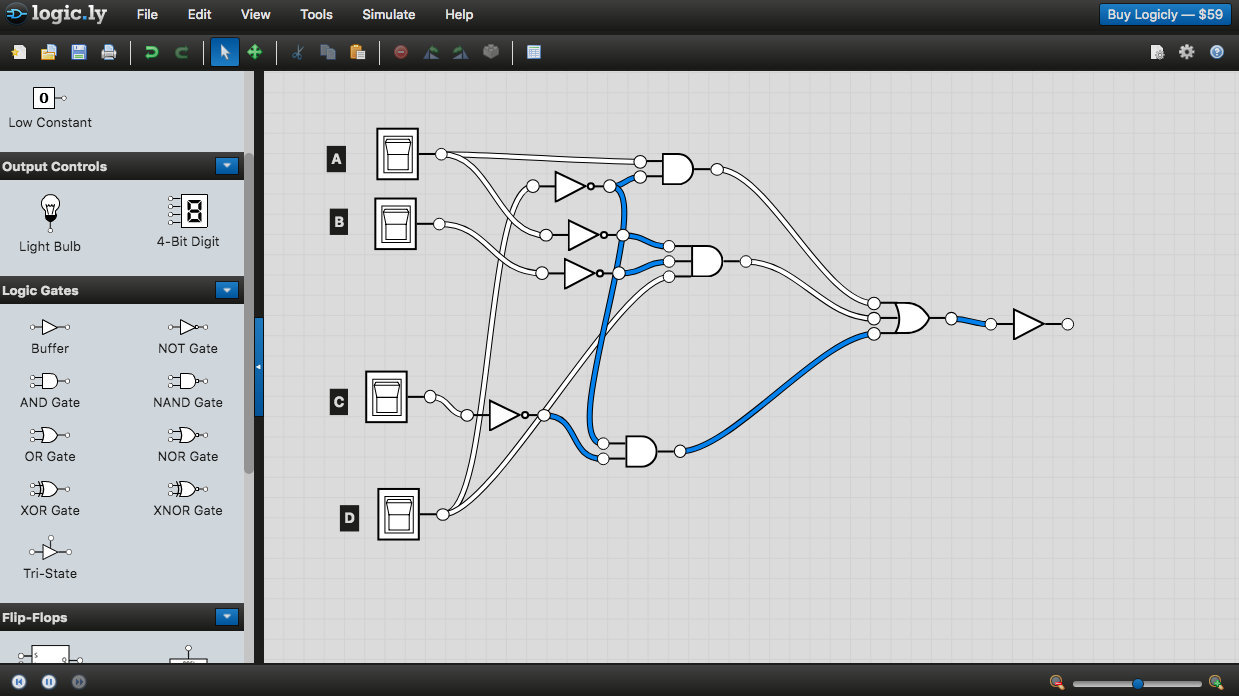 logic.ly File Edit View Tools Simulate Help Buy Logicly — $59
0
Low Constant
Output Controls
Light Bulb 4-Bit Digit
Logic Gates
Buffer NOT Gate
AND Gate NAND Gate
OR Gate NOR Gate
XOR Gate XNOR Gate
Tri-State
Flip-Flops
S
Q
A
B
C
D